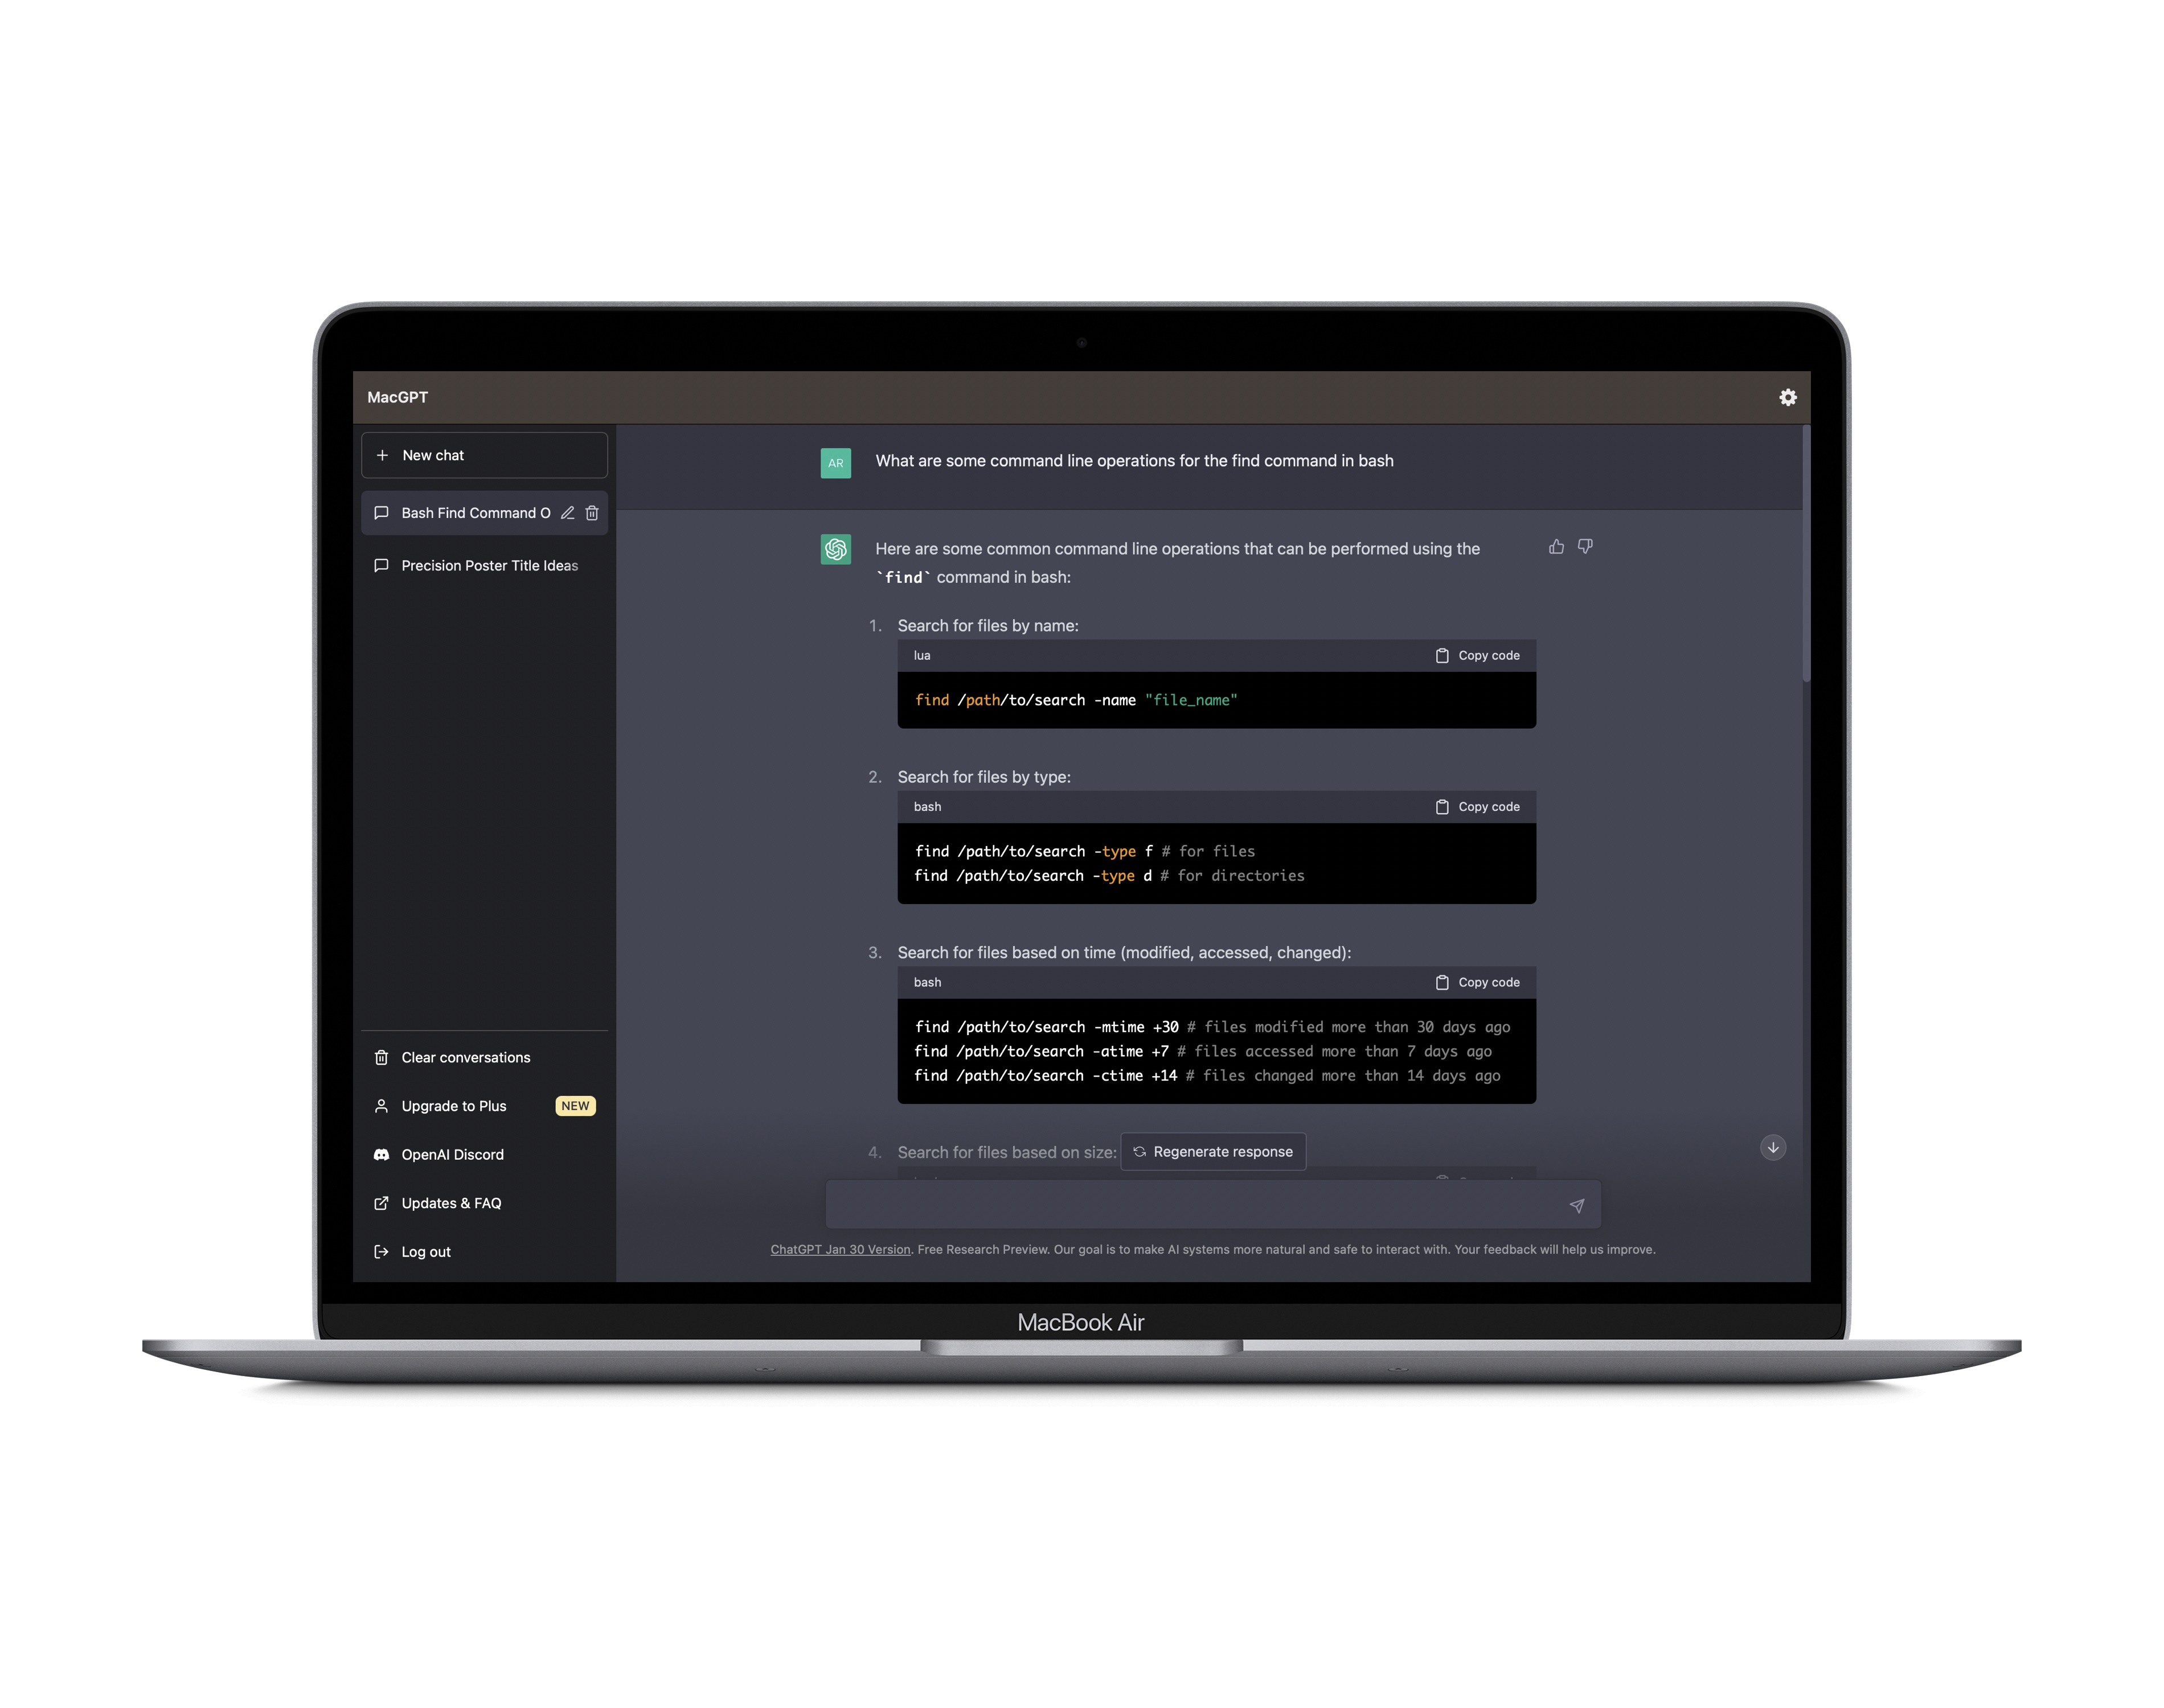 MacGPT
New chat
Bash Find Command O
Precision Poster Title Ideas
Clear conversations
Upgrade to Plus NEW
OpenAI Discord
Updates & FAQ
Log out
AR What are some command line operations for the find command in bash
Here are some common command line operations that can be performed using the
`find` command in bash:
1. Search for files by name:
lua Copy code
find /path/to/search -name "file_name"
2. Search for files by type:
bash Copy code
find /path/to/search -type f # for files
find /path/to/search -type d # for directories
3. Search for files based on time (modified, accessed, changed):
bash Copy code
find /path/to/search -mtime +30 # files modified more than 30 days ago
find /path/to/search -atime +7 # files accessed more than 7 days ago
find /path/to/search -ctime +14 # files changed more than 14 days ago
4. Search for files based on size:
Regenerate response
ChatGPT Jan 30 Version. Free Research Preview. Our goal is to make AI systems more natural and safe to interact with. Your feedback will help us improve.
MacBook Air